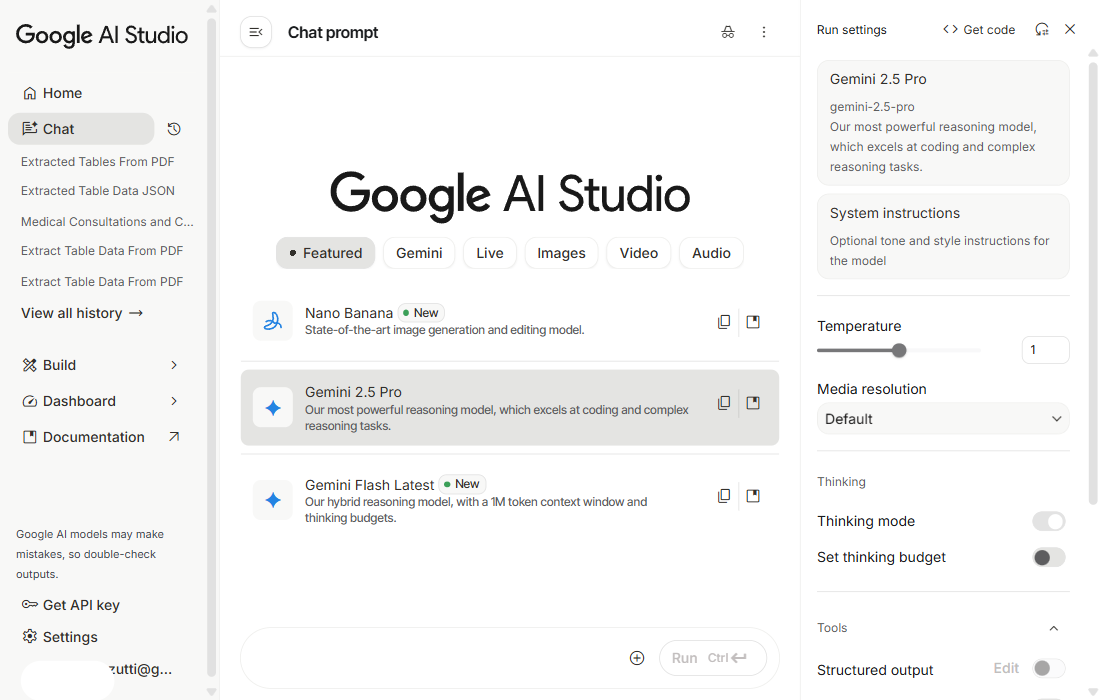 Google AI Studio
Home
Chat
Extracted Tables From PDF
Extracted Table Data JSON
Medical Consultations and C...
Extract Table Data From PDF
Extract Table Data From PDF
View all history →
Build
Dashboard
Documentation
Google AI models may make
mistakes, so double-check
outputs.
Get API key
Settings
zutti@g...
Chat prompt
Google AI Studio
Featured
Gemini
Live
Images
Video
Audio
Nano Banana New
State-of-the-art image generation and editing model.
Gemini 2.5 Pro
Our most powerful reasoning model, which excels at coding and complex
reasoning tasks.
Gemini Flash Latest New
Our hybrid reasoning model, with a 1M token context window and
thinking budgets.
Run Ctrl
Run settings
<> Get code
Gemini 2.5 Pro
gemini-2.5-pro
Our most powerful reasoning model,
which excels at coding and complex
reasoning tasks.
System instructions
Optional tone and style instructions for
the model
Temperature
1
Media resolution
Default
Thinking
Thinking mode
Set thinking budget
Tools
Structured output Edit